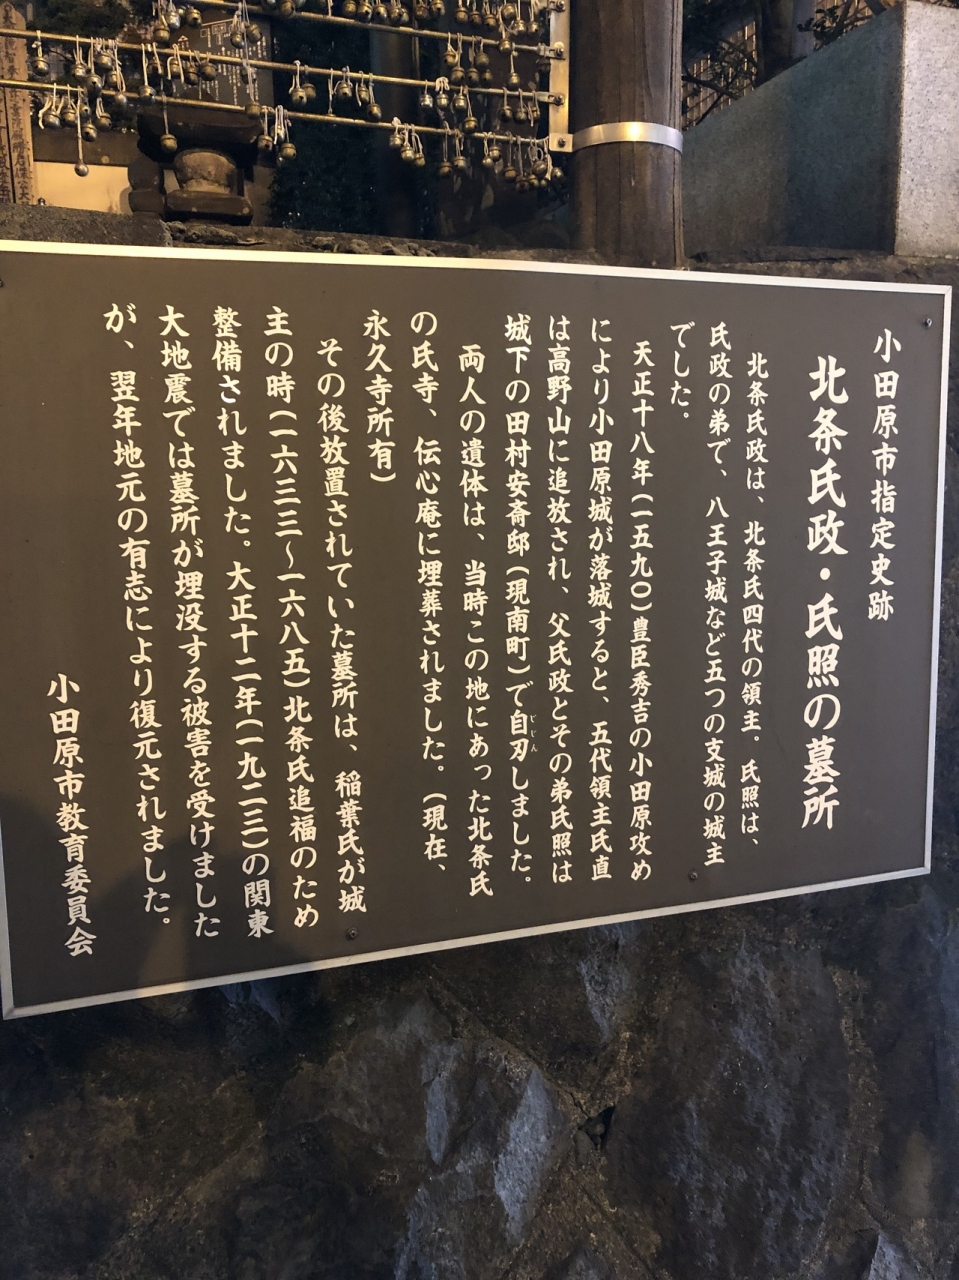 小田原市指定史跡
北条氏政・氏照の墓所
北条氏政は、北条氏四代の領主。氏照は、
氏政の弟で、八王子城など五つの支城の城主
でした。
天正十八年(一五九〇)豊臣秀吉の小田原攻め
により小田原城が落城すると、五代領主氏直
は高野山に追放され、父氏政とその弟氏照は
城下の田村安斎邸(現南町)で自刃しました。
じじん
両人の遺体は、当時この地にあった北条氏
の氏寺、伝心庵に埋葬されました。(現在、
永久寺所有)
その後放置されていた墓所は、稲葉氏が城
主の時(一六三三〜一六八五)北条氏追福のため
整備されました。大正十二年(一九二三)の関東
大地震では墓所が埋没する被害を受けました
が、翌年地元の有志により復元されました。
小田原市教育委員会